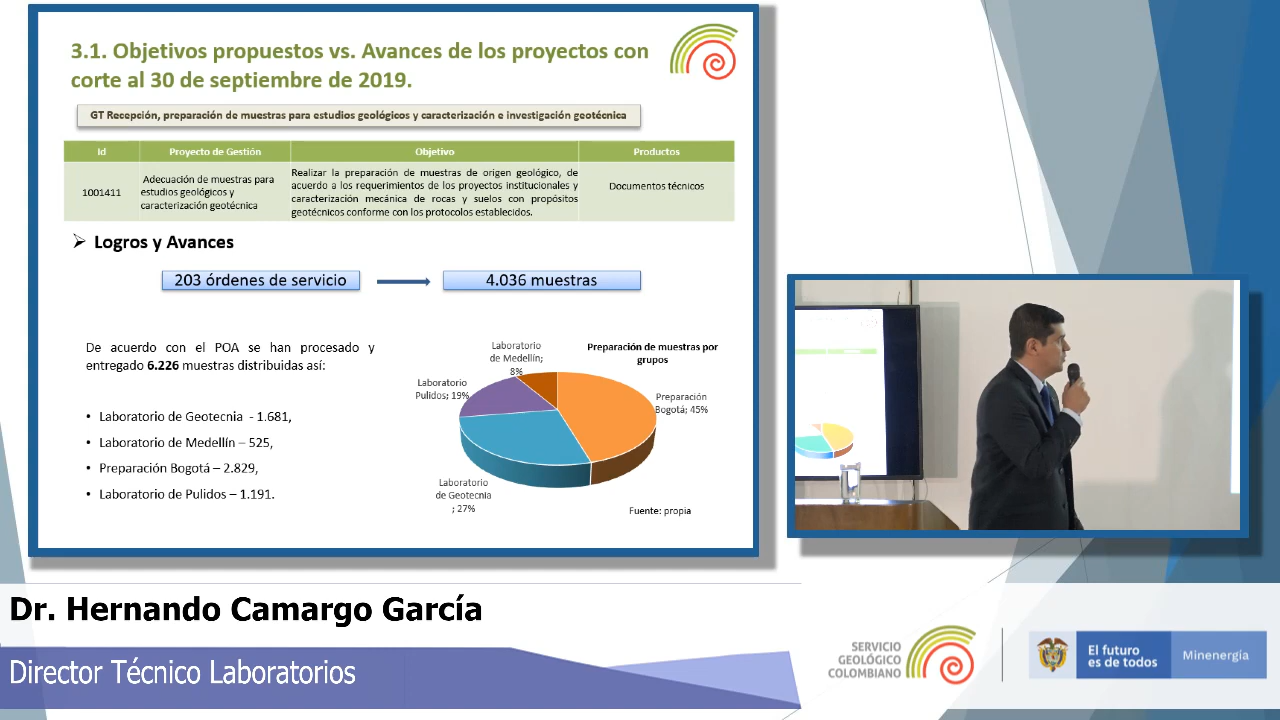 3.1. Objetivos propuestos vs. Avances de los proyectos con
corte al 30 de septiembre de 2019.
GT Recepción, preparación de muestras para estudios geológicos y caracterización e investigación geotécnica
Id
Proyecto de Gestión
Objetivo
Productos
1001411
Adecuación de muestras para
estudios geológicos y
caracterización geotécnica
Realizar la preparación de muestras de origen geológico, de
acuerdo a los requerimientos de los proyectos institucionales y
caracterización mecánica de rocas y suelos con propósitos
geotécnicos conforme con los protocolos establecidos.
Documentos técnicos
➢ Logros y Avances
203 órdenes de servicio
4.036 muestras
De acuerdo con el POA se han procesado y
entregado 6.226 muestras distribuidas así:
• Laboratorio de Geotecnia - 1.681,
• Laboratorio de Medellín – 525,
• Preparación Bogotá – 2.829,
• Laboratorio de Pulidos – 1.191.
Preparación de muestras por
grupos
Laboratorio
de Medellín;
8%
Laboratorio
Pulidos; 19%
Preparación
Bogotá; 45%
Laboratorio
de Geotecnia
; 27%
Fuente: propia
Dr. Hernando Camargo García
Director Técnico Laboratorios
SERVICIO
GEOLÓGICO
COLOMBIANO
El futuro
es de todos
Minenergía